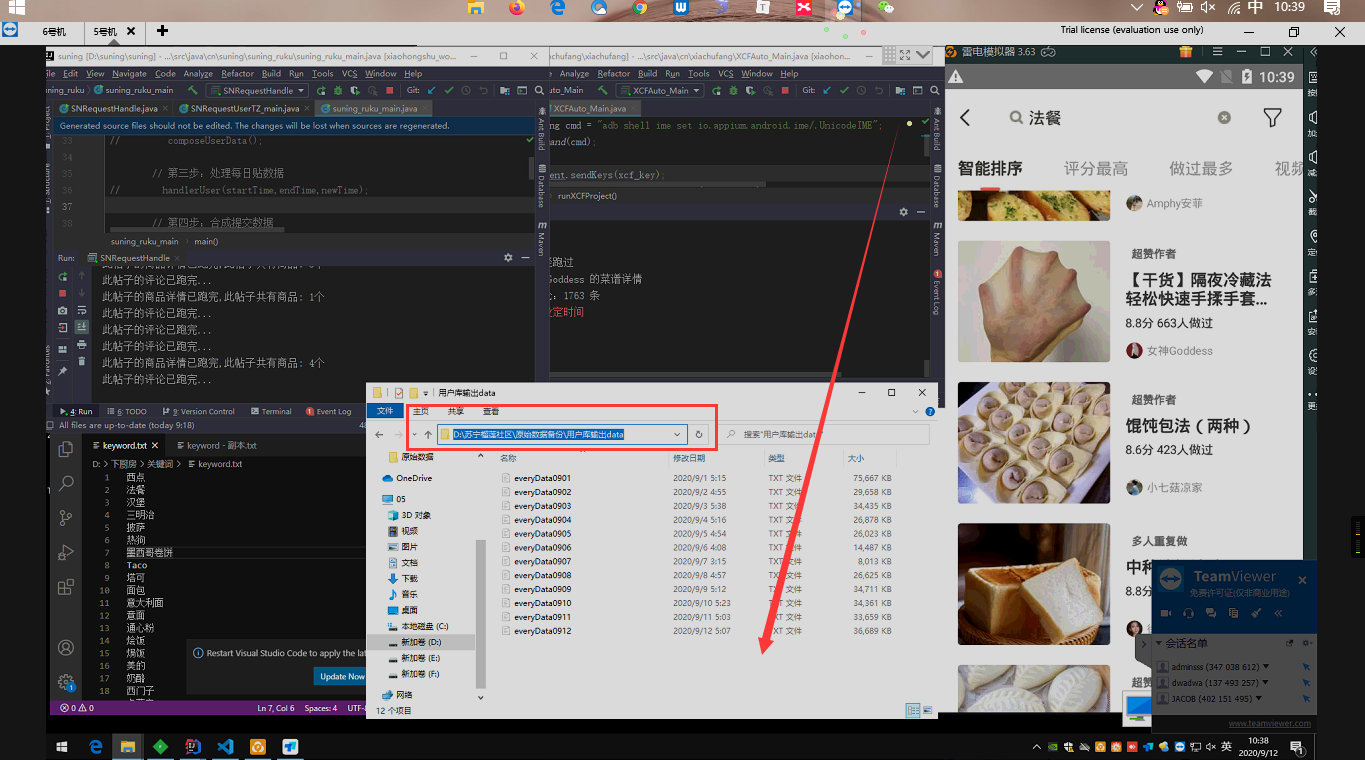 中 10:39
6号机
5号机
Trial license (evaluation use only)
suning [D:\suning\suning] - ...\src\java\cn\suning\suning_ruku\suning_ruku_main.java [xiaohongshu_wo...
chufang\xiachufang] - ...\src\java\cn\xiachufang\XCFAuto_Main.java [xiaohon...
雷电模拟器 3.63
ile Edit View Navigate Code Analyze Refactor Build Run Tools VCS Window Help
Analyze Refactor Build Run Tools VCS Window Help
10:39
ning_ruku suning_ruku_main
SNRequestHandle
Git:
Auto_Main
XCFAuto_Main
Git:
SNRequestHandle.java
SNRequestUserTZ_main.java
suning_ruku_main.java
XCFAuto_Main.java
法餐
Generated source files should not be edited. The changes will be lost when sources are regenerated.
ng cmd = "adb shell ime set io.appium.android.ime/.UnicodeIME";
33 // composeUserData();
and(cmd);
34
35 // 第三步：处理每日贴数据
36 // handlerUser(startTime,endTime,newTime);
37
38 // 第四步：合成提交数据
ent.sendKeys(xcf_key);
runXCFProject()
suning_ruku_main main()
Ant Build
Database
Maven
Ant Build
Database
Maven
Event Log
智能排序 评分最高 做过最多 视频
Amphy安菲
Run: SNRequestHandle
此帖子的评论已跑完...
此帖子的商品详情已跑完,此帖子共有商品: 1个
此帖子的评论已跑完...
此帖子的评论已跑完...
此帖子的评论已跑完...
此帖子的商品详情已跑完,此帖子共有商品: 4个
此帖子的评论已跑完...
跑过
Goddess 的菜谱详情
: 1763 条
定时间
超赞作者
【干货】隔夜冷藏法
轻松快速手揉手套...
8.8分 663人做过
女神Goddess
超赞作者
馄饨包法（两种）
8.6分 423人做过
小七菇凉家
多人重复做
中种
8.8分
超赞
4: Run 6: TODO 9: Version Control Terminal Event Log
All files are up-to-date (today 9:18)
keyword.txt
keyword - 副本.txt
D: > 下厨房 > 关键词 > keyword.txt
1 西点
2 法餐
3 汉堡
4 三明治
5 披萨
6 热狗
7 墨西哥卷饼
8 Taco
9 塔可
10 面包
11 意大利面
12 意面
13 通心粉
14 烩饭
15 焗饭
16 美的
17 奶酪
18 西门子
Restart Visual Studio Code to apply the lat
Update Now
0 0 Ln 7, Col 6 Spaces: 4 UTF-8
用户库输出data
文件 主页 共享 查看
D:\苏宁榴莲社区\原始数据备份\用户库输出data
搜索"用户库输出data"
原始数据
OneDrive
05
3D 对象
视频
图片
文档
下载
音乐
桌面
本地磁盘 (C:)
新加卷 (D:)
新加卷 (E:)
新加卷 (F:)
网络
名称 修改日期 类型 大小
everyData0901 2020/9/1 5:15 TXT 文件 75,667 KB
everyData0902 2020/9/2 4:55 TXT 文件 29,658 KB
everyData0903 2020/9/3 5:38 TXT 文件 34,435 KB
everyData0904 2020/9/4 5:16 TXT 文件 26,878 KB
everyData0905 2020/9/5 4:54 TXT 文件 26,023 KB
everyData0906 2020/9/6 4:08 TXT 文件 14,487 KB
everyData0907 2020/9/7 3:15 TXT 文件 8,013 KB
everyData0908 2020/9/8 4:57 TXT 文件 26,625 KB
everyData0909 2020/9/9 5:12 TXT 文件 34,711 KB
everyData0910 2020/9/10 5:23 TXT 文件 34,361 KB
everyData0911 2020/9/11 5:03 TXT 文件 33,659 KB
everyData0912 2020/9/12 5:07 TXT 文件 36,689 KB
12 个项目
TeamViewer
免费许可证(仅非商业用途)
会话名单
adminsss (347 038 612)
dwadwa (137 493 257)
JACOB (402 151 495)
www.teamviewer.com
英
10:38
2020/9/12